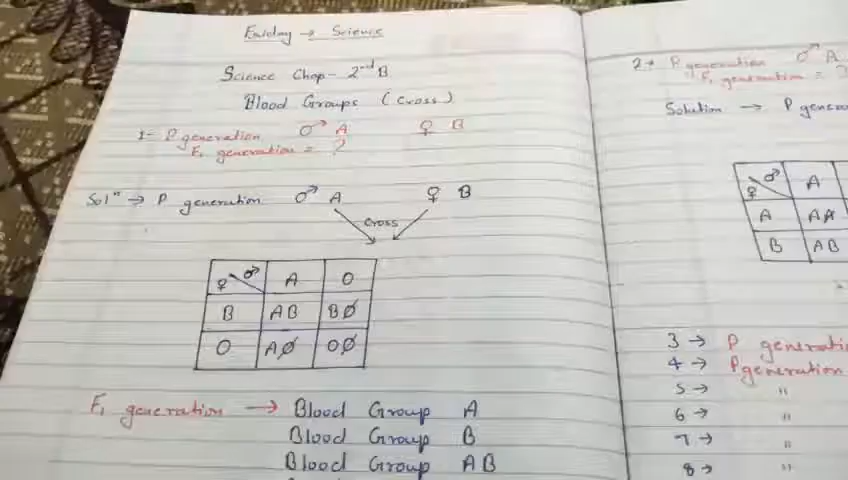 Friday → Science
Science Chap- 2nd B
Blood Groups (Cross)
1- P generation ♂ A ♀ B
F1 generation = ?
Soln → P generation ♂ A ♀ B
Cross
♀ ♂ A O
B AB BO
O AO OO
F1 generation → Blood Group A
Blood Group B
Blood Group AB
2→ P generation ♂ A
F1 generation = ?
Solution → P genera
♀ ♂ A
A AA
B AB
3 → P generati
4 → P generation
5 → "
6 → "
7 → "
8 → "